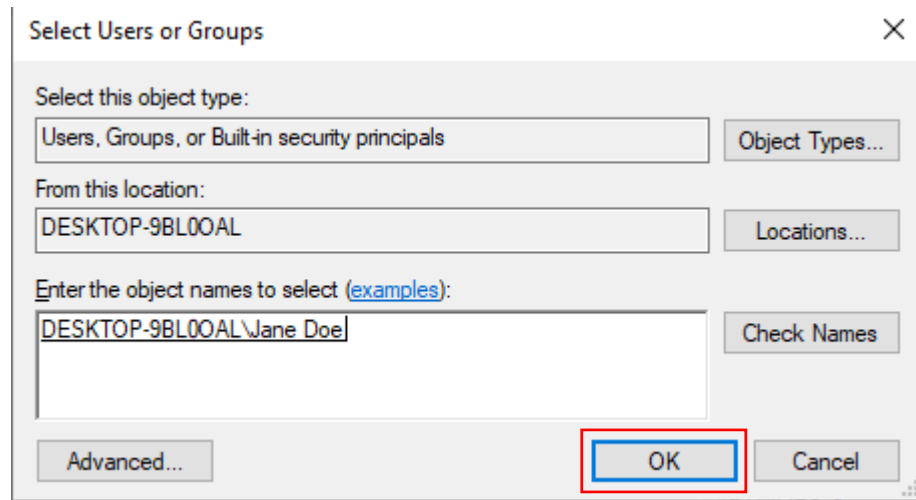 Select Users or Groups
Select this object type:
Users, Groups, or Built-in security principals
Object Types...
From this location:
DESKTOP-9BL0OAL
Locations...
Enter the object names to select (examples):
DESKTOP-9BL0OAL\Jane Doe
Check Names
Advanced...
OK
Cancel